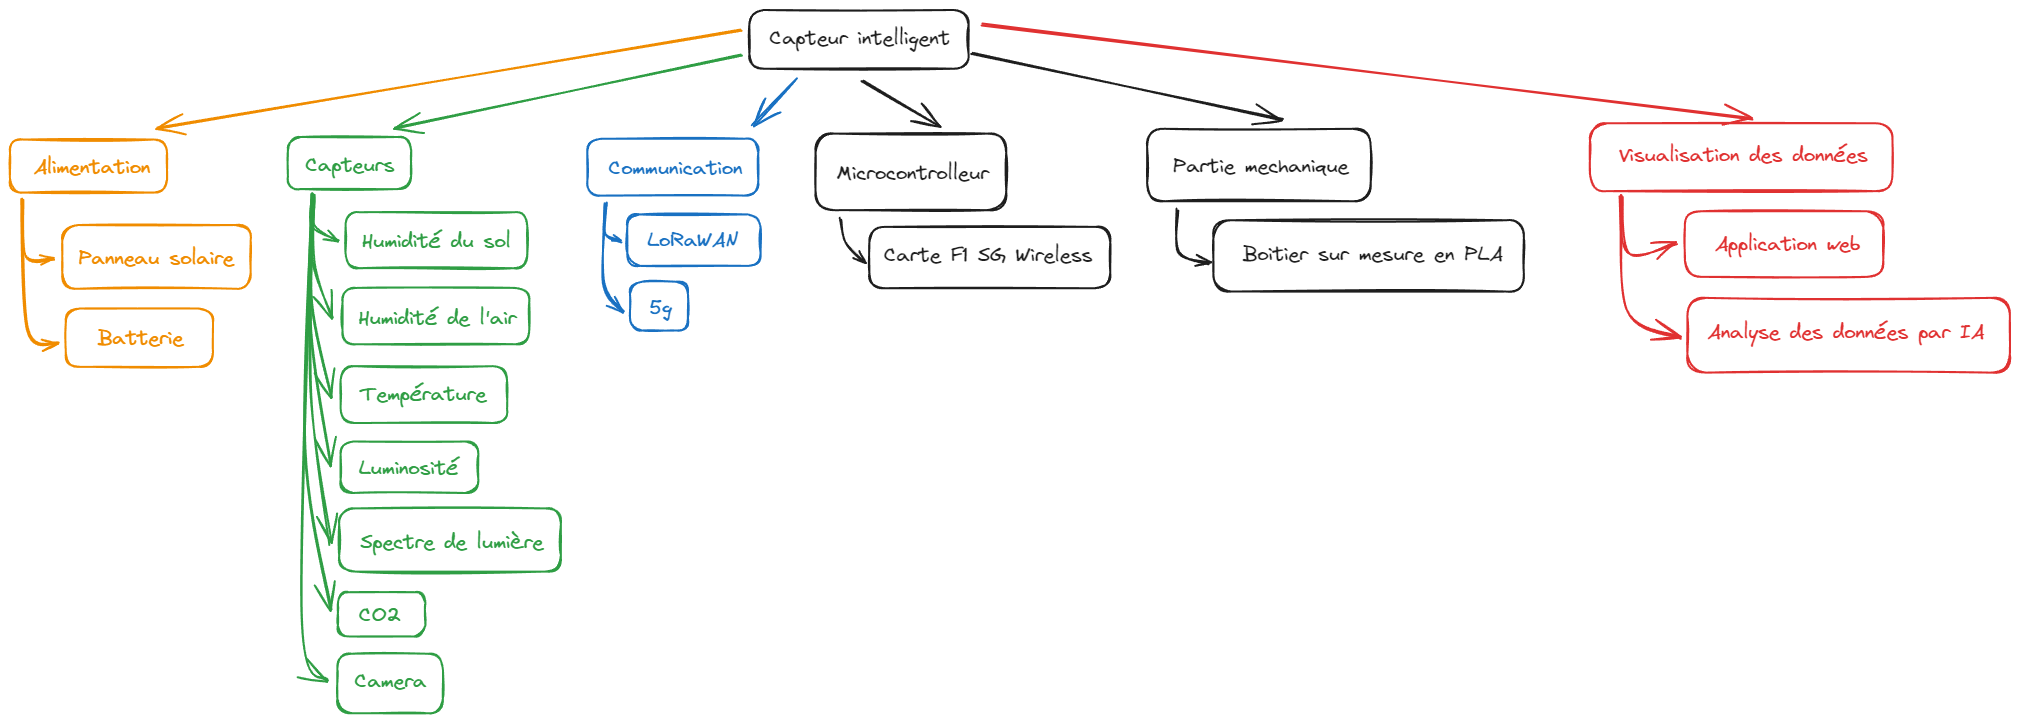 Capteur intelligent
Alimentation
Panneau solaire
Batterie
Capteurs
Humidité du sol
Humidité de l'air
Température
Luminosité
Spectre de lumière
CO2
Camera
Communication
LoRaWAN
5g
Microcontrolleur
Carte F1 5G Wireless
Partie mechanique
Boitier sur mesure en PLA
Visualisation des données
Application web
Analyse des données par IA